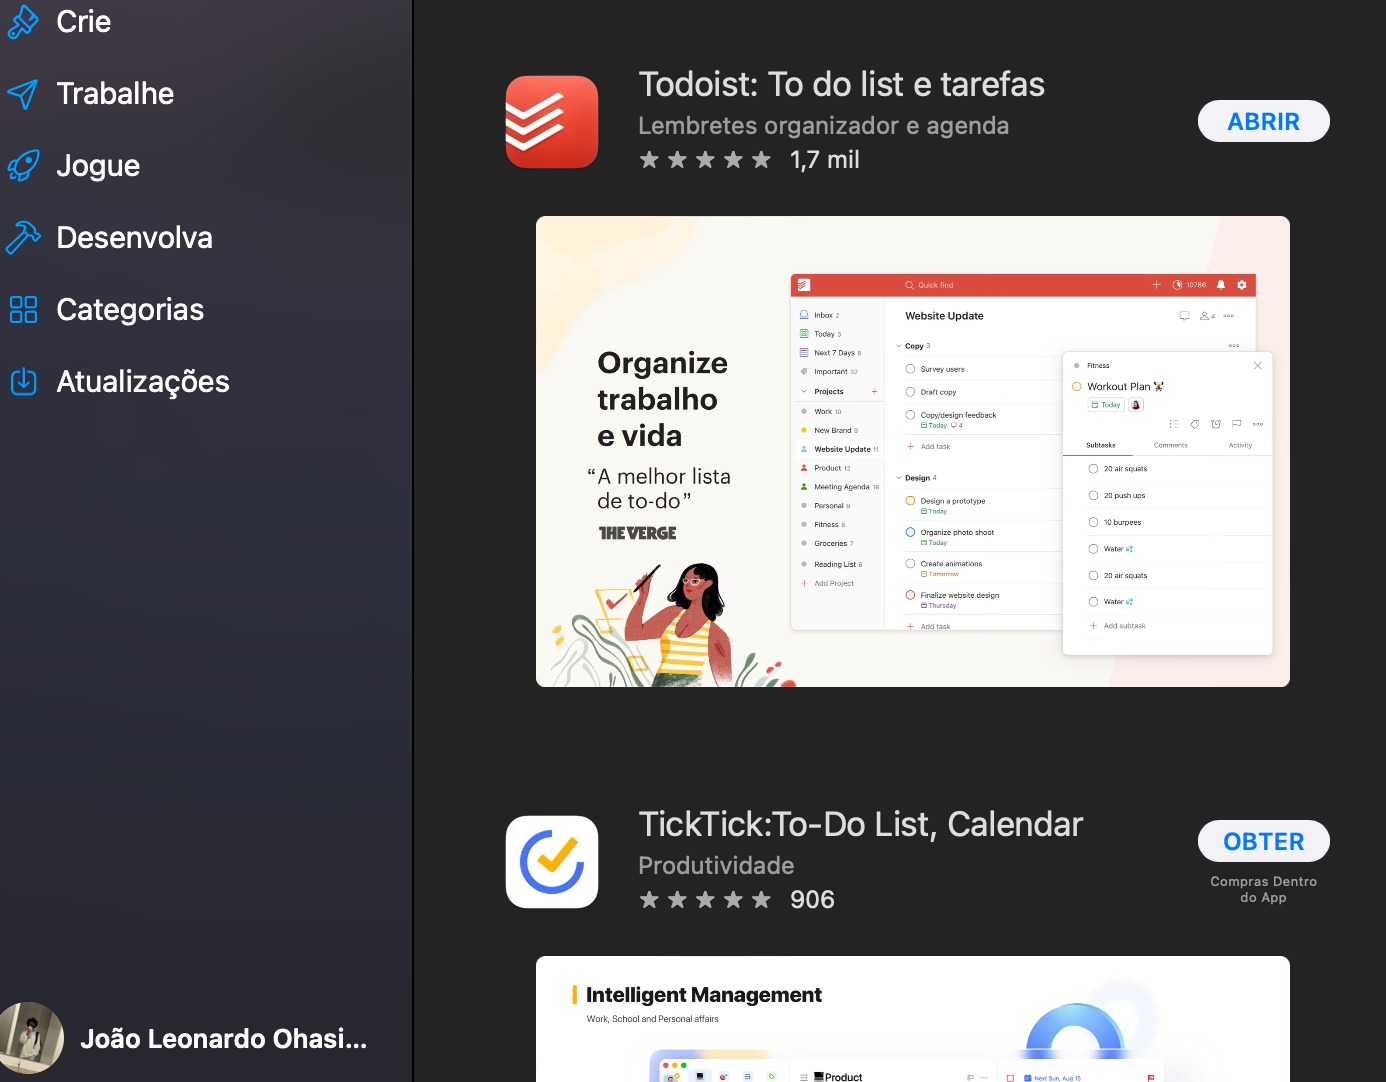 Crie
Trabalhe
Jogue
Desenvolva
Categorias
Atualizações
João Leonardo Ohasi...
Todoist: To do list e tarefas
Lembretes organizador e agenda
1,7 mil
ABRIR
Organize
trabalho
e vida
“A melhor lista
de to-do”
THE VERGE
Quick find
10786
Inbox 2
Today 3
Next 7 Days 8
Important 32
Projects
Work 10
New Brand 9
Website Update 11
Product 12
Meeting Agenda 18
Personal 9
Fitness 8
Groceries 7
Reading List 6
Add Project
Website Update
4
Copy 3
Survey users
Draft copy
Copy/design feedback
Today 4
Add task
Design 4
Design a prototype
Today
Organize photo shoot
Today
Create animations
Tomorrow
Finalize website design
Thursday
Add task
Fitness
Workout Plan
Today
Subtasks Comments Activity
20 air squats
20 push ups
10 burpees
Water
20 air squats
Water
Add subtask
TickTick:To-Do List, Calendar
Produtividade
906
OBTER
Compras Dentro
do App
Intelligent Management
Work, School and Personal affairs
Product
Next Sun, Aug 15